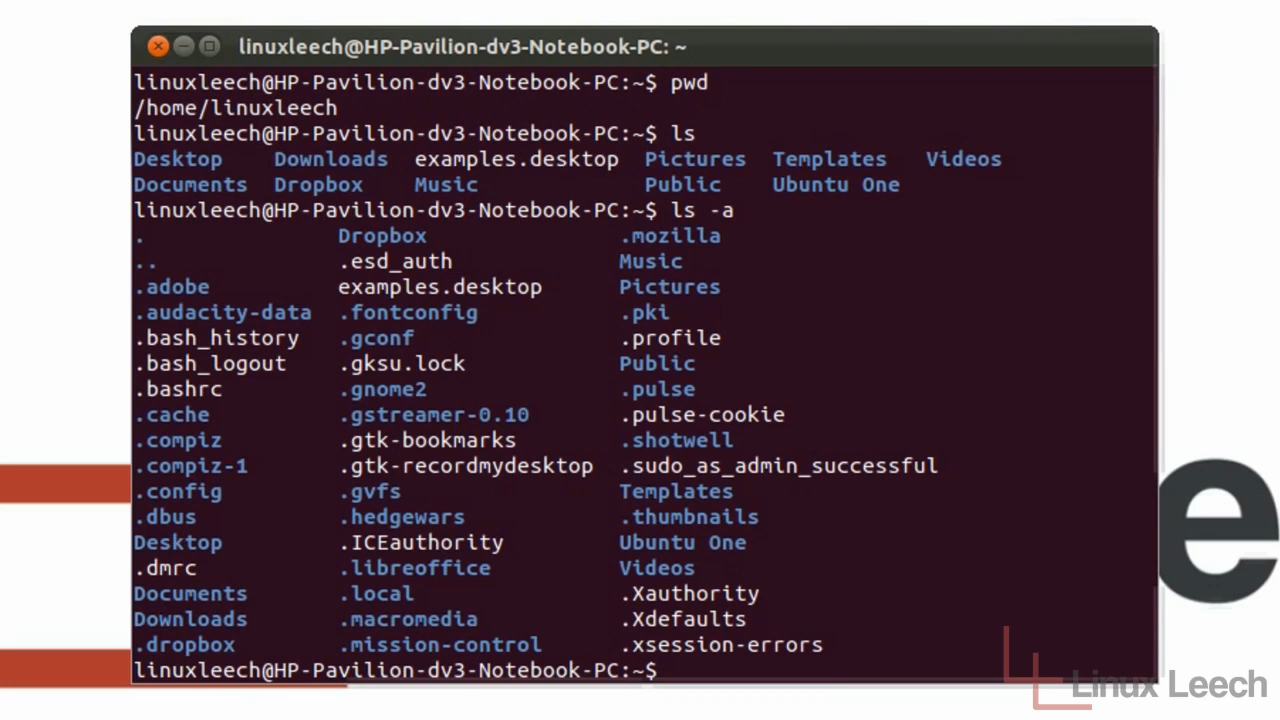 linuxleech@HP-Pavilion-dv3-Notebook-PC: ~
linuxleech@HP-Pavilion-dv3-Notebook-PC:~$ pwd
/home/linuxleech
linuxleech@HP-Pavilion-dv3-Notebook-PC:~$ ls
Desktop Downloads examples.desktop Pictures Templates Videos
Documents Dropbox Music Public Ubuntu One
linuxleech@HP-Pavilion-dv3-Notebook-PC:~$ ls -a
. Dropbox .mozilla
.. .esd_auth Music
.adobe examples.desktop Pictures
.audacity-data .fontconfig .pki
.bash_history .gconf .profile
.bash_logout .gksu.lock Public
.bashrc .gnome2 .pulse
.cache .gstreamer-0.10 .pulse-cookie
.compiz .gtk-bookmarks .shotwell
.compiz-1 .gtk-recordmydesktop .sudo_as_admin_successful
.config .gvfs Templates
.dbus .hedgewars .thumbnails
Desktop .ICEauthority Ubuntu One
.dmrc .libreoffice Videos
Documents .local .Xauthority
Downloads .macromedia .Xdefaults
.dropbox .mission-control .xsession-errors
linuxleech@HP-Pavilion-dv3-Notebook-PC:~$
e
Linux Leech